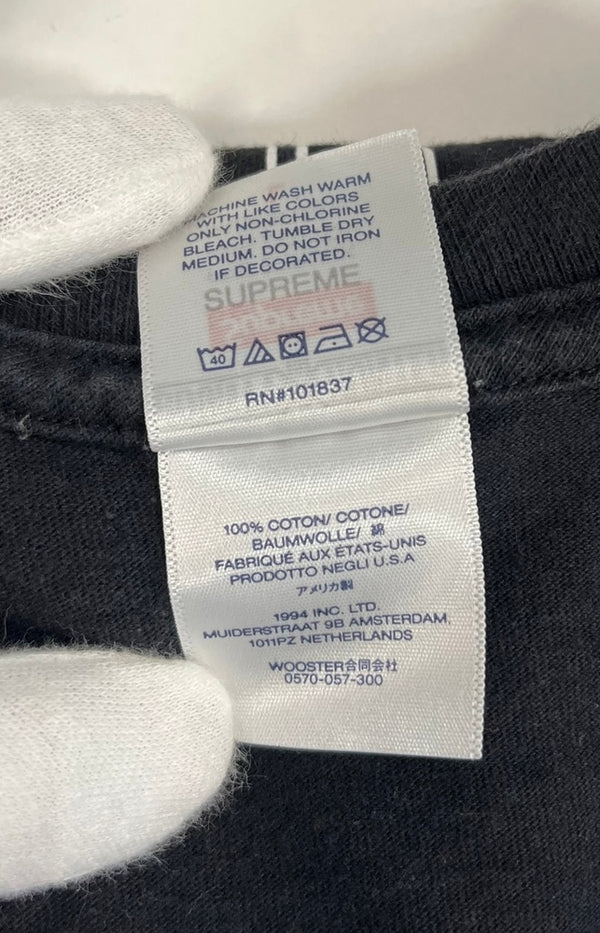 MACHINE WASH WARM
WITH LIKE COLORS
ONLY NON-CHLORINE
BLEACH. TUMBLE DRY
MEDIUM. DO NOT IRON
IF DECORATED.
SUPREME
Supreme
40
RN#101837
100% COTON/ COTONE/
BAUMWOLLE/ 綿
FABRIQUÉ AUX ÉTATS-UNIS
PRODOTTO NEGLI U.S.A
アメリカ製
1994 INC. LTD.
MUIDERSTRAAT 9B AMSTERDAM,
1011PZ NETHERLANDS
WOOSTER合同会社
0570-057-300